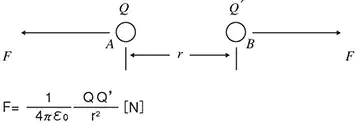 Q Q′
F A r B F
F= 1/4πε0 QQ'/r² [N]